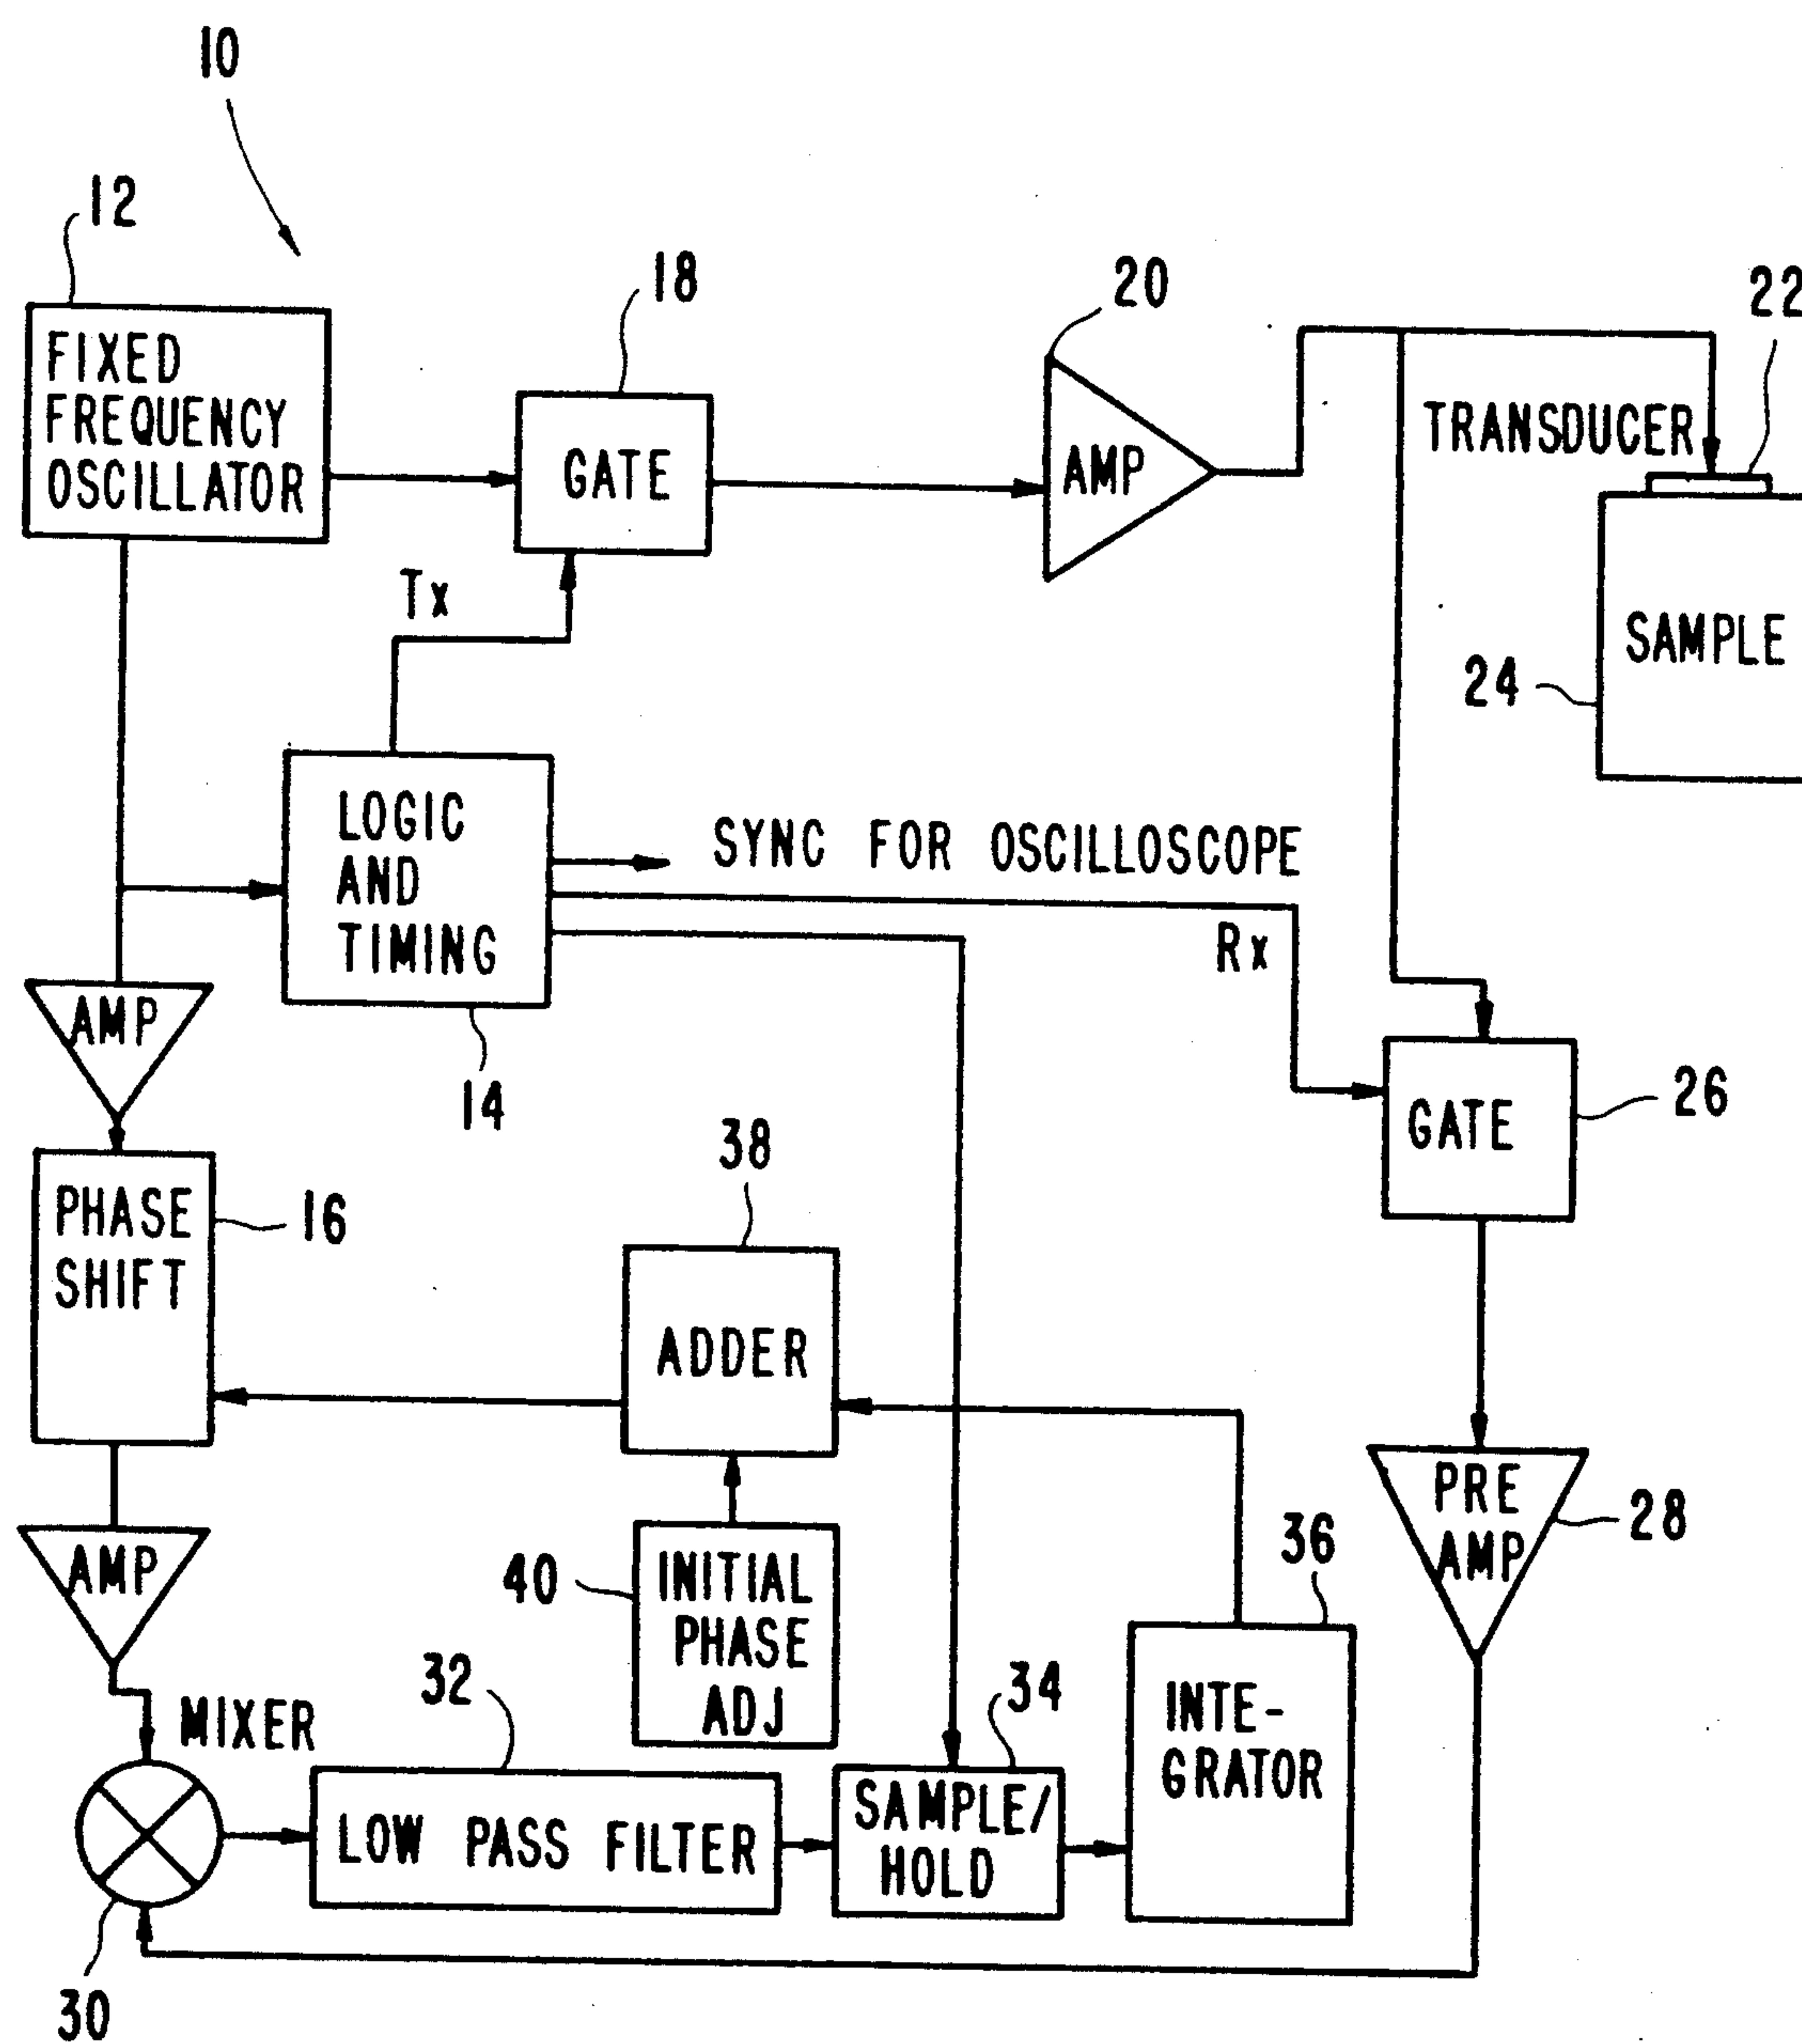 10
12
18
20
22
FIXED
FREQUENCY
OSCILLATOR
GATE
AMP
TRANSDUCER
Tx
SAMPLE
24
LOGIC
AND
TIMING
SYNC FOR OSCILLOSCOPE
Rx
AMP
14
26
GATE
38
PHASE
SHIFT
16
ADDER
PRE
AMP
28
36
AMP
40
INITIAL
PHASE
ADJ
32
34
MIXER
INTE-
GRATOR
LOW PASS FILTER
SAMPLE/
HOLD
30